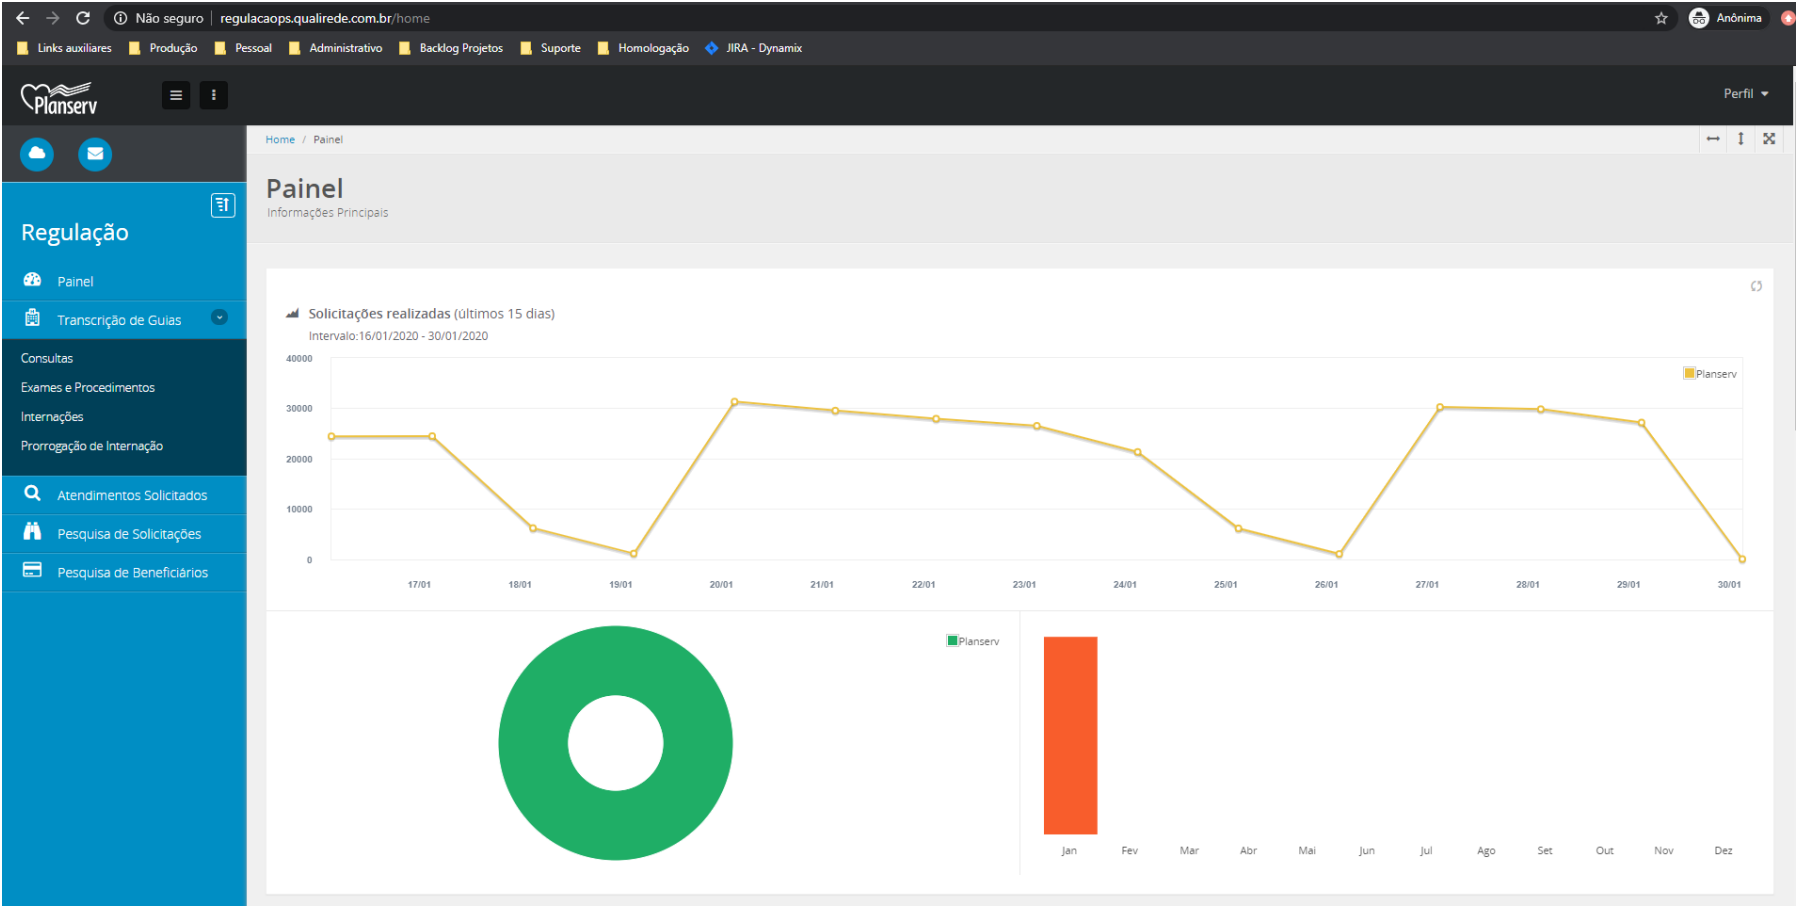 Não seguro | regulacaops.qualirede.com.br/home
Anônima
Links auxiliares Produção Pessoal Administrativo Backlog Projetos Suporte Homologação JIRA - Dynamix
Planserv
Perfil
Home / Painel
Painel
Informações Principais
Regulação
Painel
Transcrição de Guias
Consultas
Exames e Procedimentos
Internações
Prorrogação de Internação
Atendimentos Solicitados
Pesquisa de Solicitações
Pesquisa de Beneficiários
Solicitações realizadas (últimos 15 dias)
Intervalo:16/01/2020 - 30/01/2020
Planserv
40000
30000
20000
10000
0
17/01 18/01 19/01 20/01 21/01 22/01 23/01 24/01 25/01 26/01 27/01 28/01 29/01 30/01
Planserv
Jan Fev Mar Abr Mai Jun Jul Ago Set Out Nov Dez